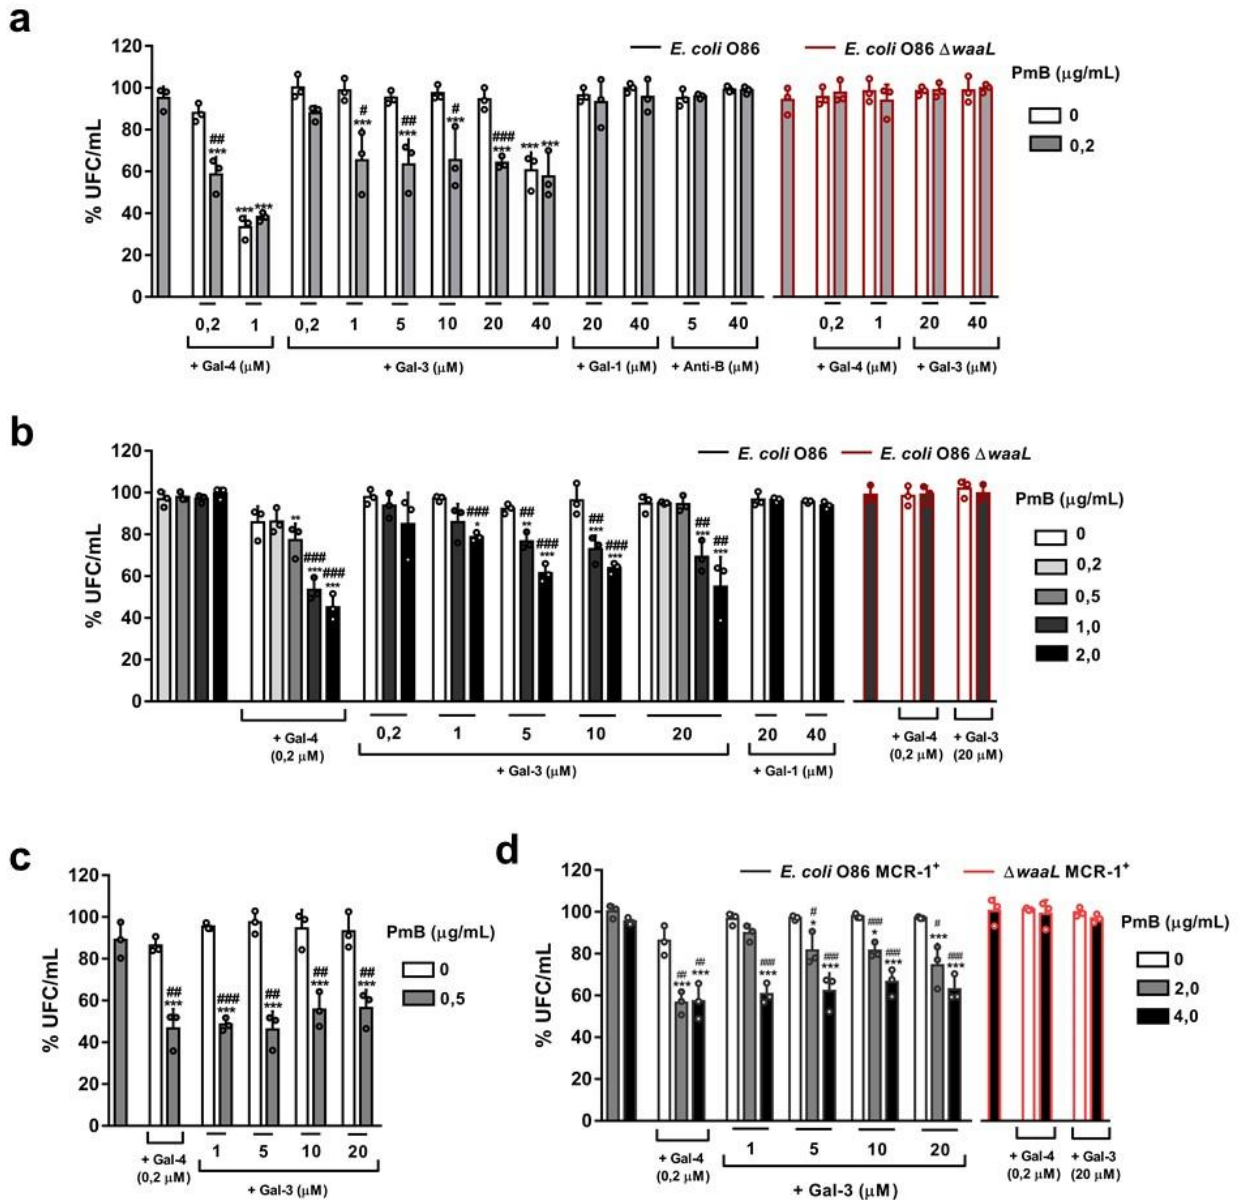 a
E. coli O86
E. coli O86 ΔwaaL
PmB (μg/mL)
0
0,2
% UFC/mL
120
100
80
60
40
20
0
##
***
***
***
#
***
##
***
#
***
###
***
***
***
0,2 1 0,2 1 5 10 20 40 20 40 5 40 0,2 1 20 40
+ Gal-4 (μM) + Gal-3 (μM) + Gal-1 (μM) + Anti-B (μM) + Gal-4 (μM) + Gal-3 (μM)
b
E. coli O86
E. coli O86 ΔwaaL
PmB (μg/mL)
0
0,2
0,5
1,0
2,0
% UFC/mL
120
100
80
60
40
20
0
**
###
***
###
***
###
*
##
**
###
***
##
***
###
***
##
***
##
***
0,2 1 5 10 20 20 40
+ Gal-4
(0,2 μM)
+ Gal-3 (μM)
+ Gal-1 (μM)
+ Gal-4
(0,2 μM)
+ Gal-3
(20 μM)
c
PmB (μg/mL)
0
0,5
% UFC/mL
120
100
80
60
40
20
0
##
***
###
***
##
***
##
***
##
***
+ Gal-4
(0,2 μM)
1 5 10 20
+ Gal-3 (μM)
d
E. coli O86 MCR-1+
ΔwaaL MCR-1+
PmB (μg/mL)
0
2,0
4,0
% UFC/mL
120
100
80
60
40
20
0
##
***
##
***
###
***
#
*
###
***
###
*
###
***
#
***
###
***
+ Gal-4
(0,2 μM)
1 5 10 20
+ Gal-3 (μM)
+ Gal-4
(0,2 μM)
+ Gal-3
(20 μM)